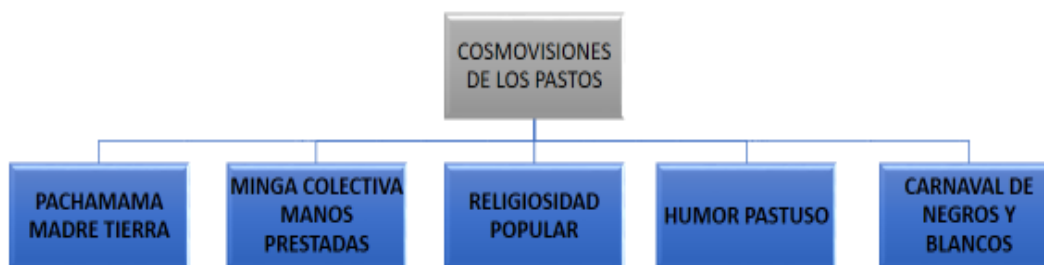 COSMOVISIONES
DE LOS PASTOS
PACHAMAMA
MADRE TIERRA
MINGA COLECTIVA
MANOS
PRESTADAS
RELIGIOSIDAD
POPULAR
HUMOR PASTUSO
CARNAVAL DE
NEGROS Y
BLANCOS